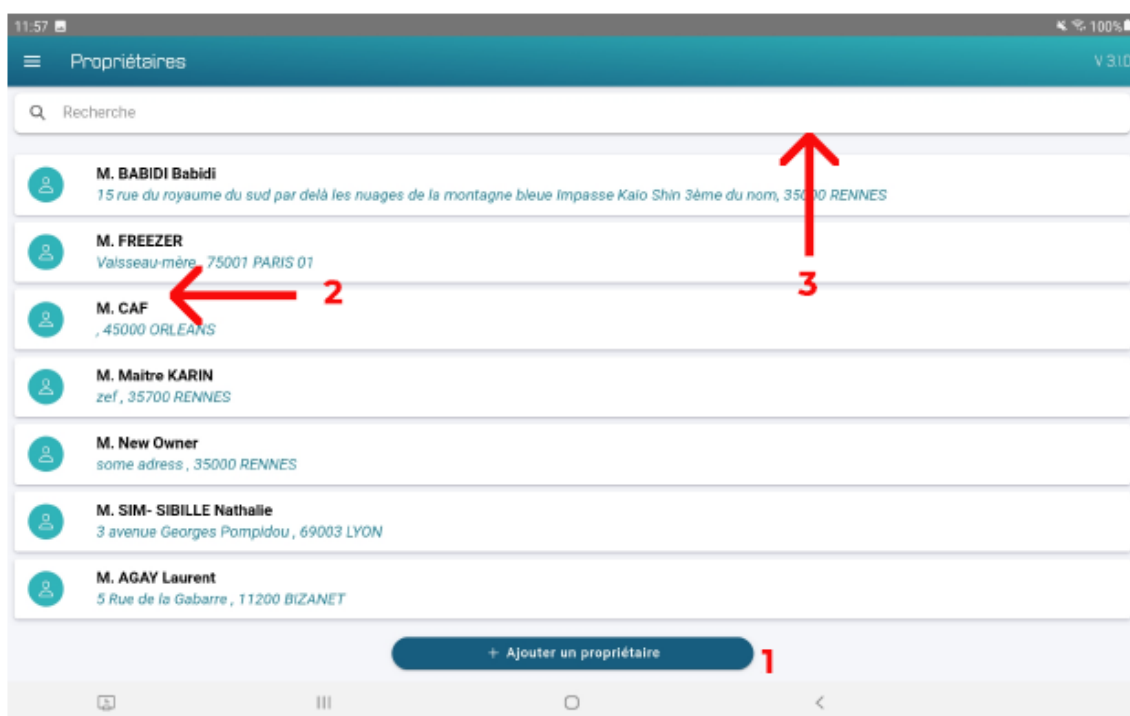 11:57 100%
Propriétaires V 3.1.0
Recherche
M. BABIDI Babidi
15 rue du royaume du sud par delà les nuages de la montagne bleue Impasse Kaio Shin 3ème du nom, 35000 RENNES
3
M. FREEZER
Vaisseau-mère, 75001 PARIS 01
2
M. CAF
, 45000 ORLEANS
M. Maitre KARIN
zef , 35700 RENNES
M. New Owner
some adress , 35000 RENNES
M. SIM- SIBILLE Nathalie
3 avenue Georges Pompidou , 69003 LYON
M. AGAY Laurent
5 Rue de la Gabarre , 11200 BIZANET
+ Ajouter un propriétaire 1